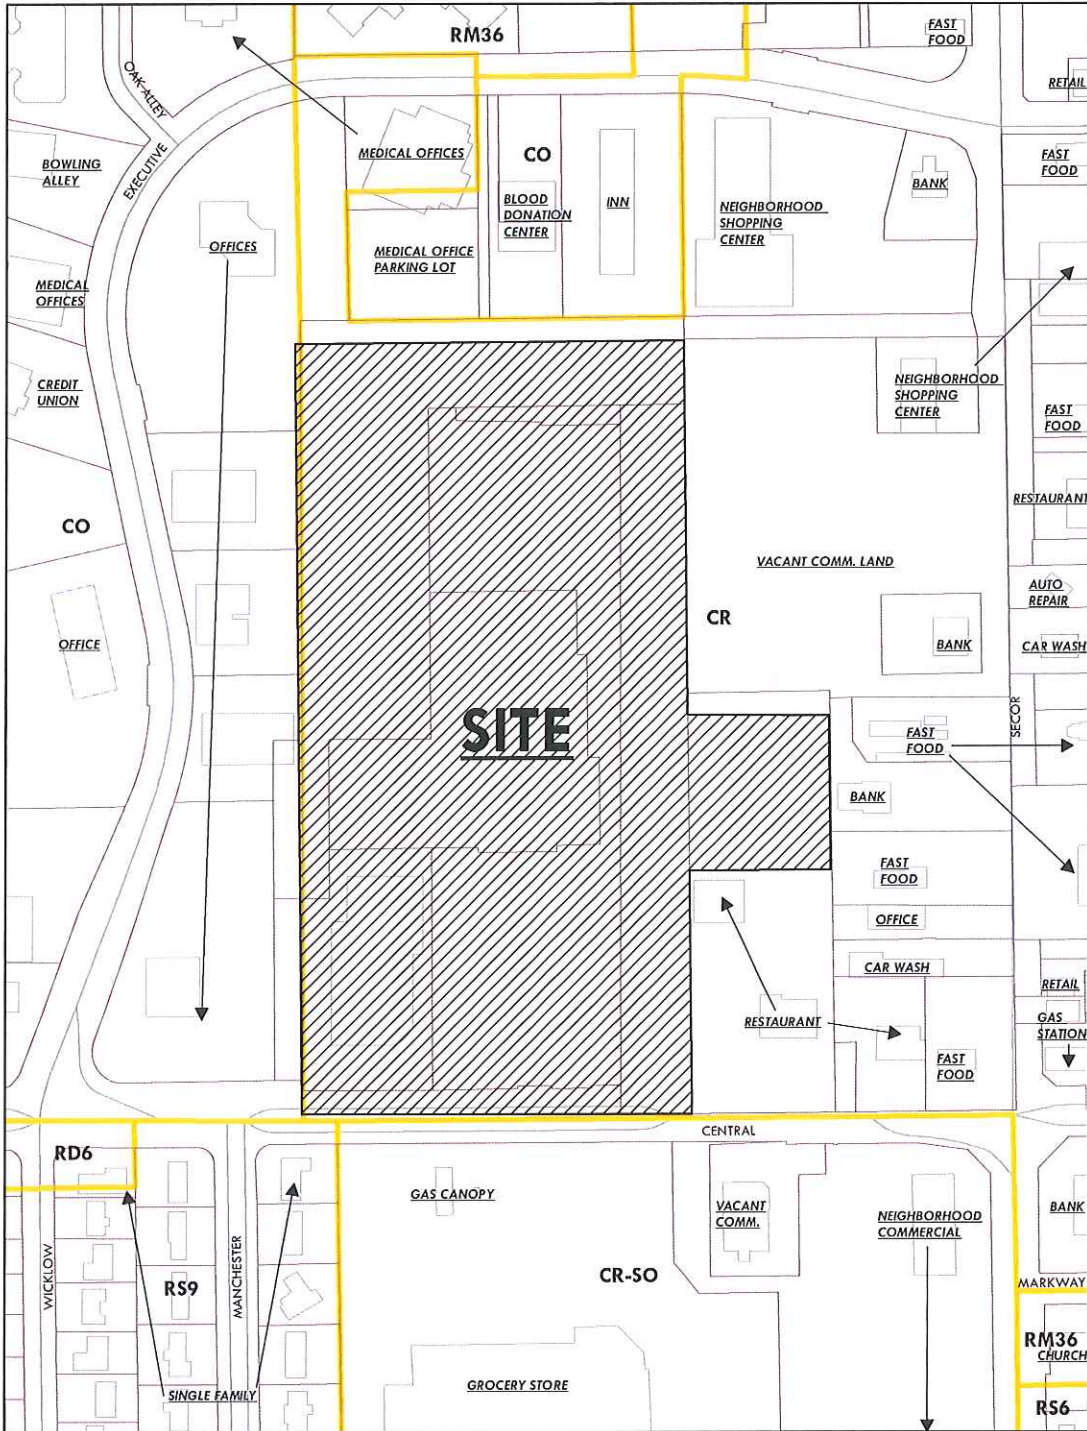 RM36
FAST
FOOD
OAK ALLEY
RETAIL
EXECUTIVE
MEDICAL OFFICES
CO
BOWLING
ALLEY
FAST
FOOD
BANK
BLOOD
DONATION
CENTER
INN
NEIGHBORHOOD
SHOPPING
CENTER
OFFICES
MEDICAL OFFICE
PARKING LOT
MEDICAL
OFFICES
CREDIT
UNION
NEIGHBORHOOD
SHOPPING
CENTER
FAST
FOOD
RESTAURANT
CO
VACANT COMM. LAND
AUTO
REPAIR
CR
OFFICE
BANK
CAR WASH
SECOR
SITE
FAST
FOOD
BANK
FAST
FOOD
OFFICE
CAR WASH
RETAIL
RESTAURANT
GAS
STATION
FAST
FOOD
CENTRAL
RD6
GAS CANOPY
VACANT
COMM.
NEIGHBORHOOD
COMMERCIAL
BANK
WICKLOW
MANCHESTER
RS9
CR-SO
MARKWAY
RM36
CHURCH
GROCERY STORE
SINGLE FAMILY
RS6